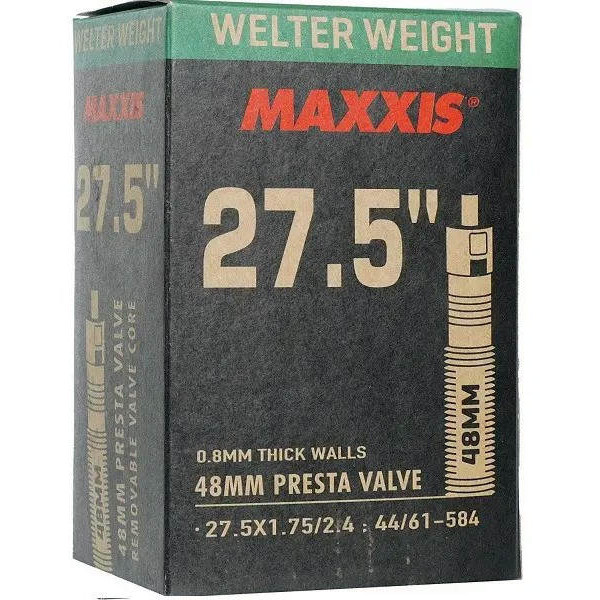 WELTER WEIGHT
MAXXIS®
27.5"
48MM
0.8MM THICK WALLS
48MM PRESTA VALVE
· 27.5X1.75/2.4 : 44/61-584
WELTER WEIGHT
MAXXIS
27.5"
48MM PRESTA VALVE
REMOVABLE VALVE CORE